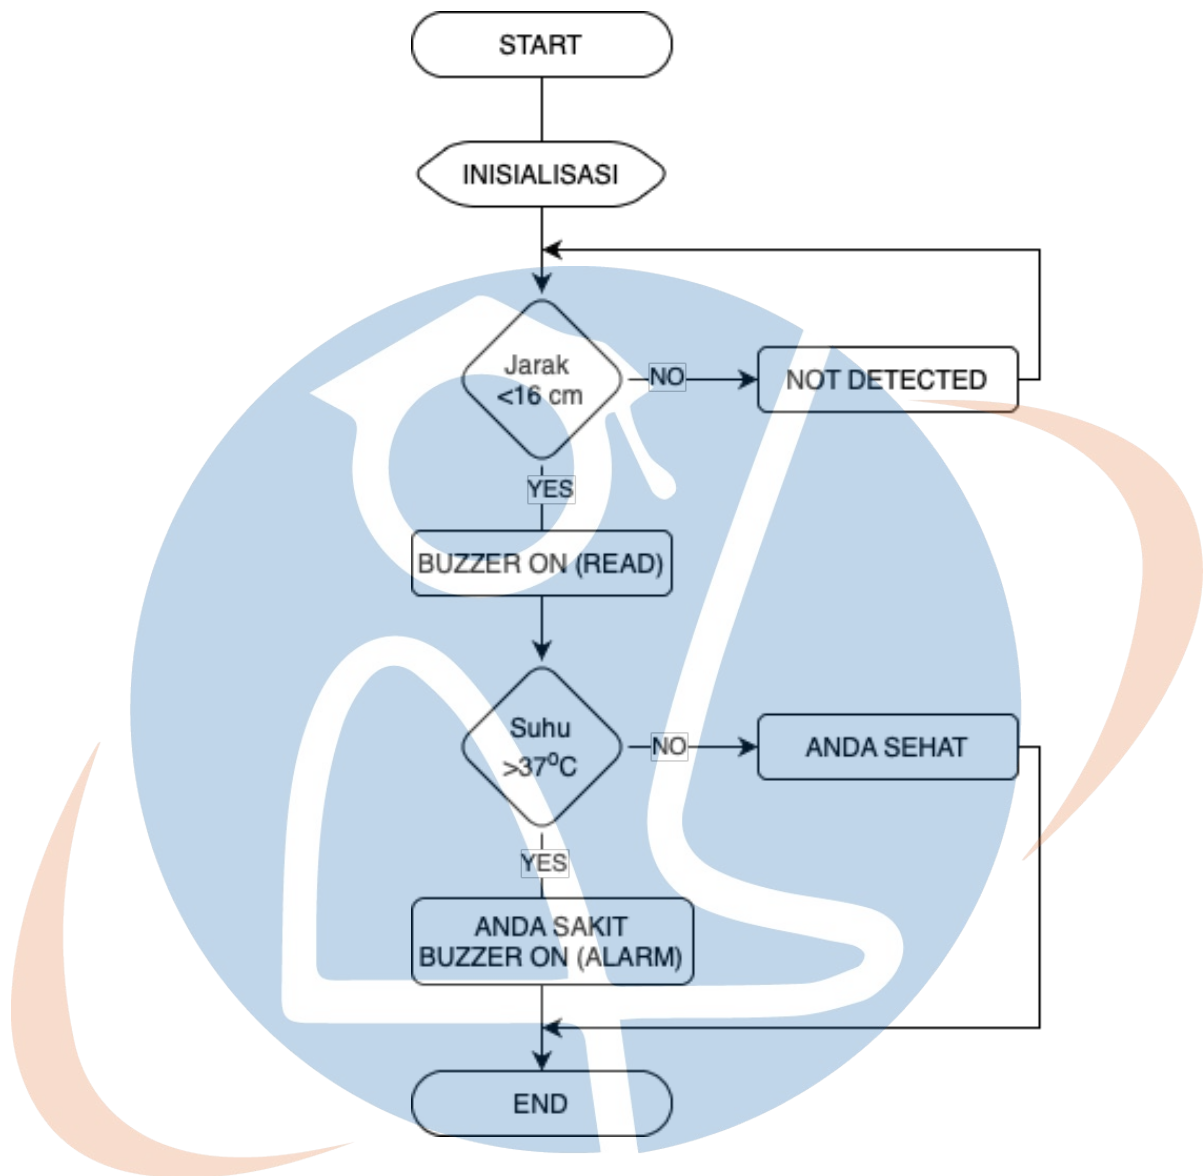 START
INISIALISASI
Jarak
<16 cm
NO
NOT DETECTED
YES
BUZZER ON (READ)
Suhu
>37⁰C
NO
ANDA SEHAT
YES
ANDA SAKIT
BUZZER ON (ALARM)
END